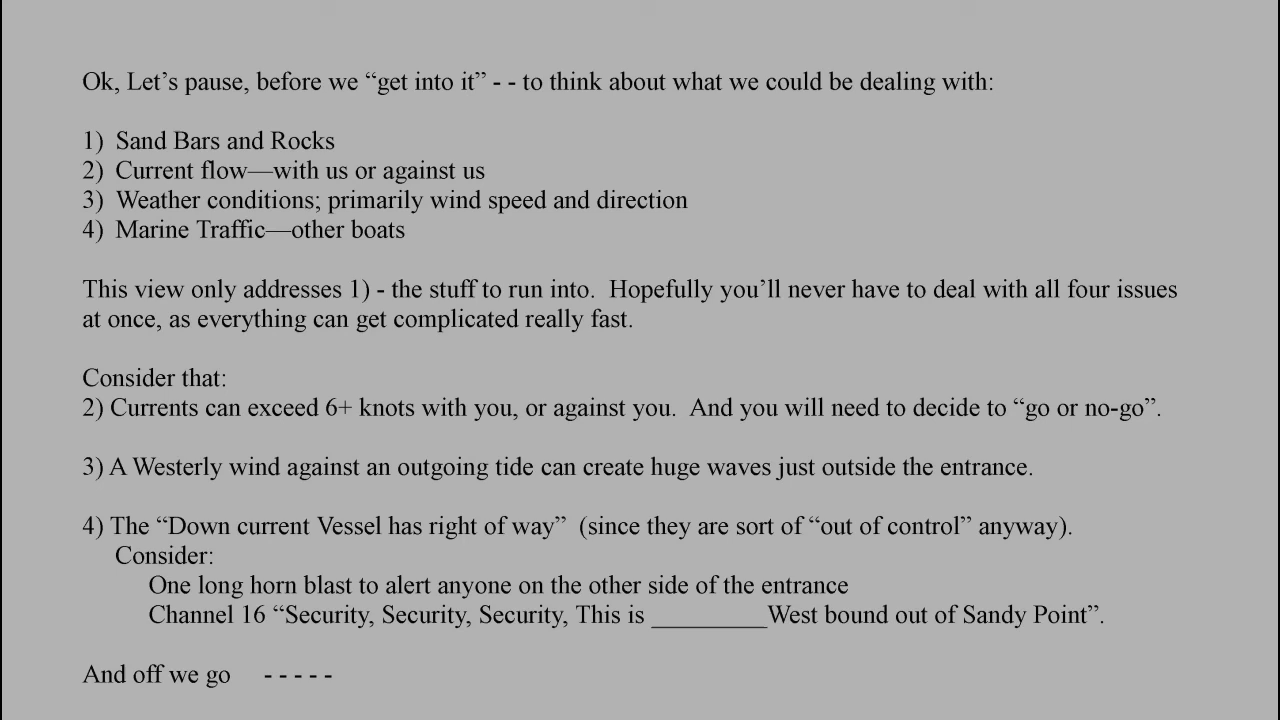 Ok, Let’s pause, before we “get into it” - - to think about what we could be dealing with:
1) Sand Bars and Rocks
2) Current flow—with us or against us
3) Weather conditions; primarily wind speed and direction
4) Marine Traffic—other boats
This view only addresses 1) - the stuff to run into. Hopefully you’ll never have to deal with all four issues
at once, as everything can get complicated really fast.
Consider that:
2) Currents can exceed 6+ knots with you, or against you. And you will need to decide to “go or no-go”.
3) A Westerly wind against an outgoing tide can create huge waves just outside the entrance.
4) The “Down current Vessel has right of way” (since they are sort of “out of control” anyway).
Consider:
One long horn blast to alert anyone on the other side of the entrance
Channel 16 “Security, Security, Security, This is _________West bound out of Sandy Point”.
And off we go - - - - -